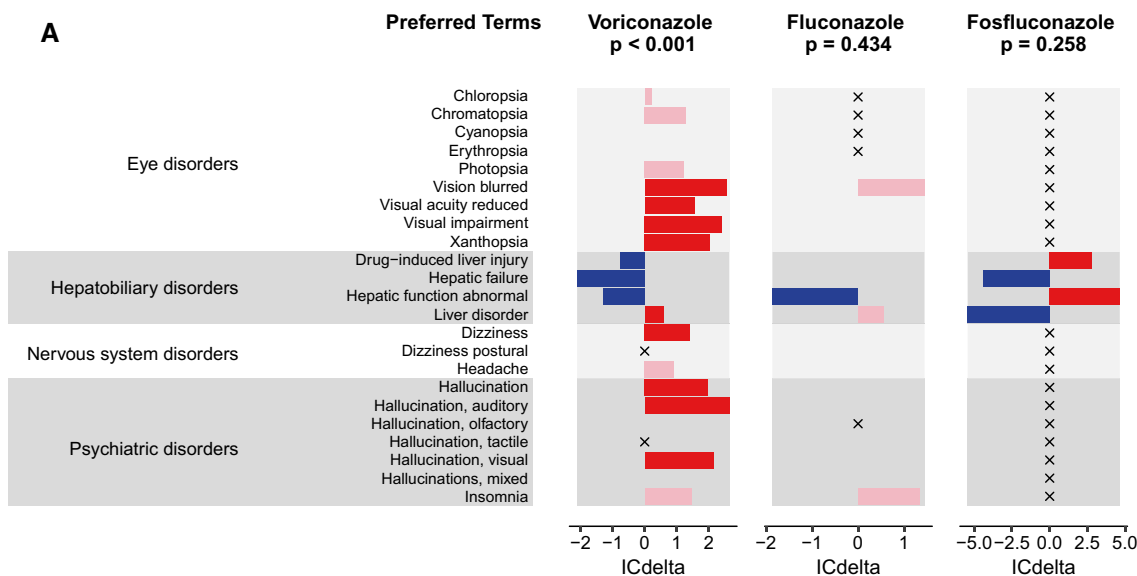 A
Preferred Terms
Voriconazole
p < 0.001
Fluconazole
p = 0.434
Fosfluconazole
p = 0.258
Eye disorders
Chloropsia
Chromatopsia
Cyanopsia
Erythropsia
Photopsia
Vision blurred
Visual acuity reduced
Visual impairment
Xanthopsia
Hepatobiliary disorders
Drug−induced liver injury
Hepatic failure
Hepatic function abnormal
Liver disorder
Nervous system disorders
Dizziness
Dizziness postural
Headache
Psychiatric disorders
Hallucination
Hallucination, auditory
Hallucination, olfactory
Hallucination, tactile
Hallucination, visual
Hallucinations, mixed
Insomnia
−2 −1 0 1 2
ICdelta
−2 −1 0 1
ICdelta
−5.0 −2.5 0.0 2.5 5.0
ICdelta